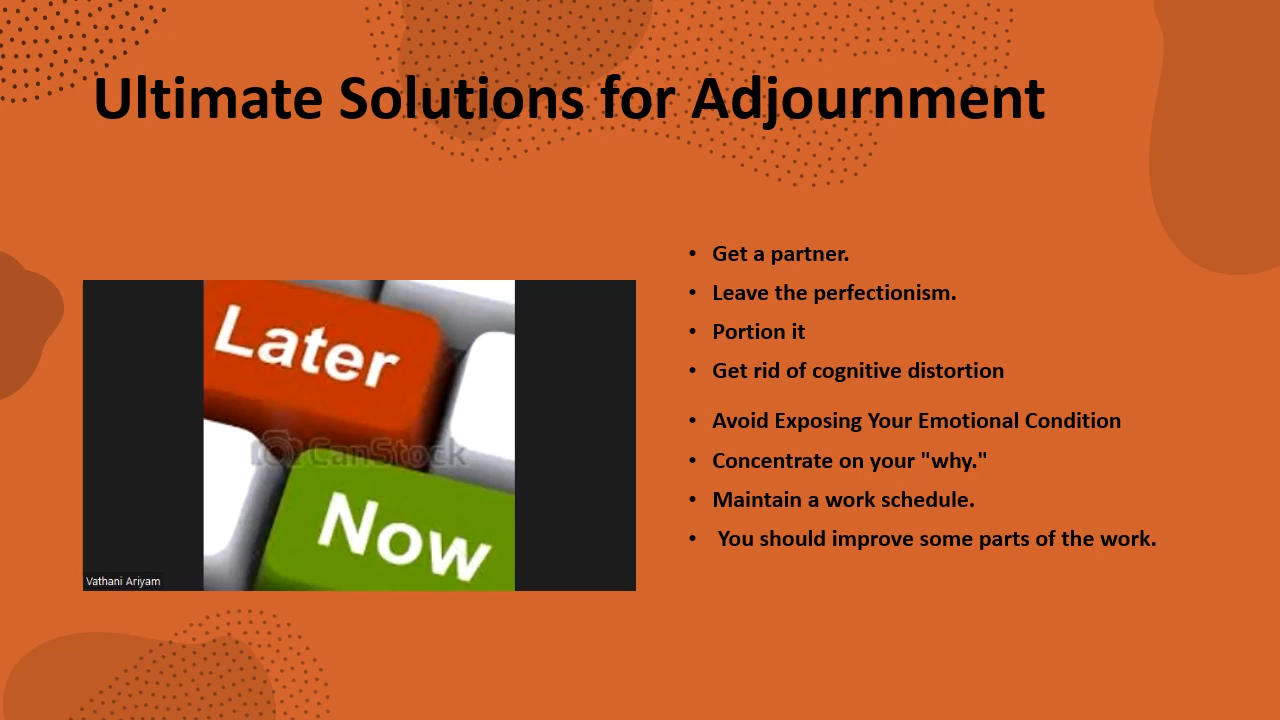 Ultimate Solutions for Adjournment
Later
CanStock
Now
Vathani Ariyam
• Get a partner.
• Leave the perfectionism.
• Portion it
• Get rid of cognitive distortion
• Avoid Exposing Your Emotional Condition
• Concentrate on your "why."
• Maintain a work schedule.
• You should improve some parts of the work.